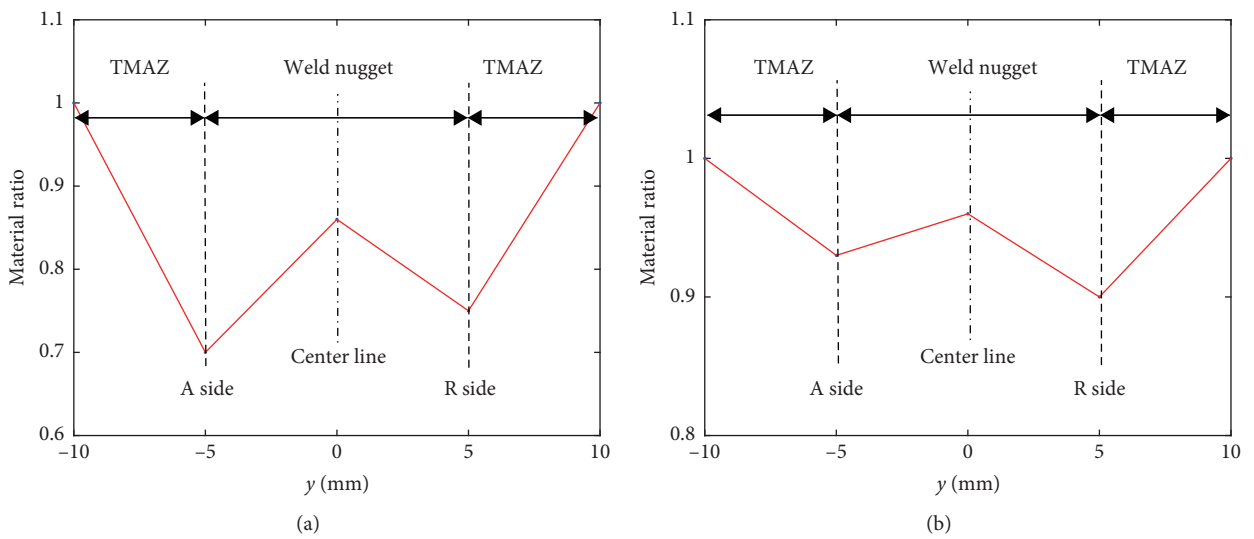 1.1
1
0.9
0.8
0.7
0.6
Material ratio
TMAZ Weld nugget TMAZ
Center line
A side R side
–10 –5 0 5 10
y (mm)
(a)
1.1
1
0.9
0.8
Material ratio
TMAZ Weld nugget TMAZ
Center line
A side R side
–10 –5 0 5 10
y (mm)
(b)